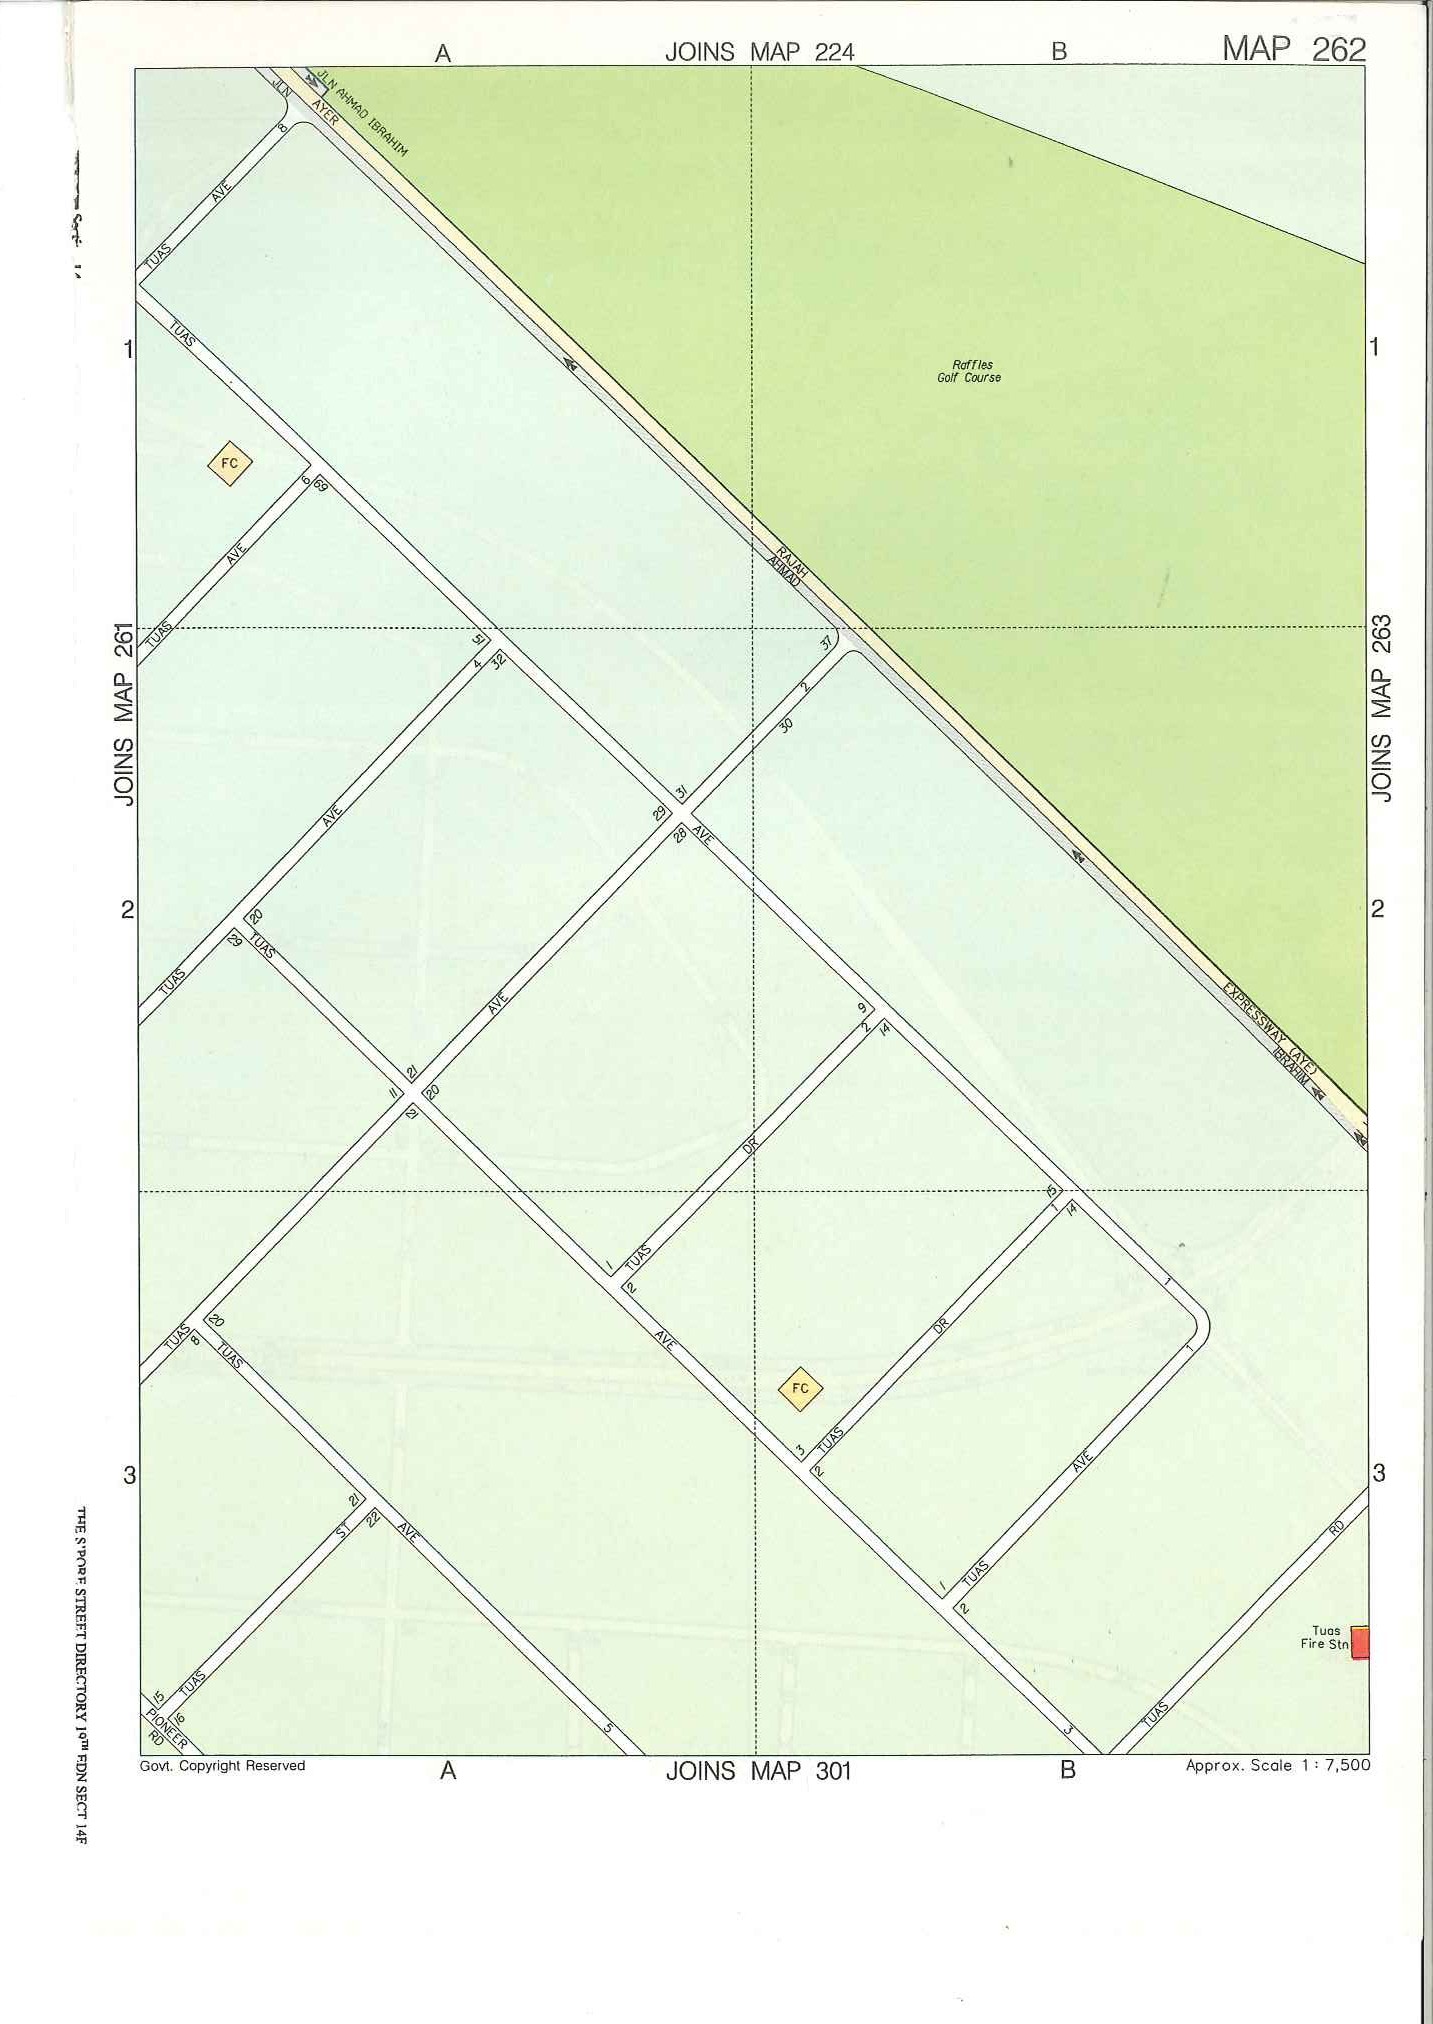 A
JOINS MAP 224
B
MAP 262
JLN AHMAD IBRAHIM
JLN
AYER
8
AVE
TUAS
TUAS
1
1
Raffles
Golf Course
FC
6
69
AVE
TUAS
RAJAH
AHMAD
JOINS MAP 261
JOINS MAP 263
51
4
32
37
2
30
31
29
28
AVE
AVE
2
2
20
29
TUAS
TUAS
AVE
EXPRESSWAY (AYE)
IBRAHIM
9
2
14
21
11
20
21
DR
15
1
14
1
TUAS
2
1
20
TUAS
8
TUAS
AVE
DR
1
FC
3
TUAS
2
AVE
3
3
21
22
ST
AVE
RD
1
TUAS
2
Tuas
Fire Stn
15
TUAS
16
PIONEER
RD
5
3
TUAS
Govt. Copyright Reserved
A
JOINS MAP 301
B
Approx. Scale 1 : 7,500
THE S'PORE STREET DIRECTORY 19TH EDN SECT 14F